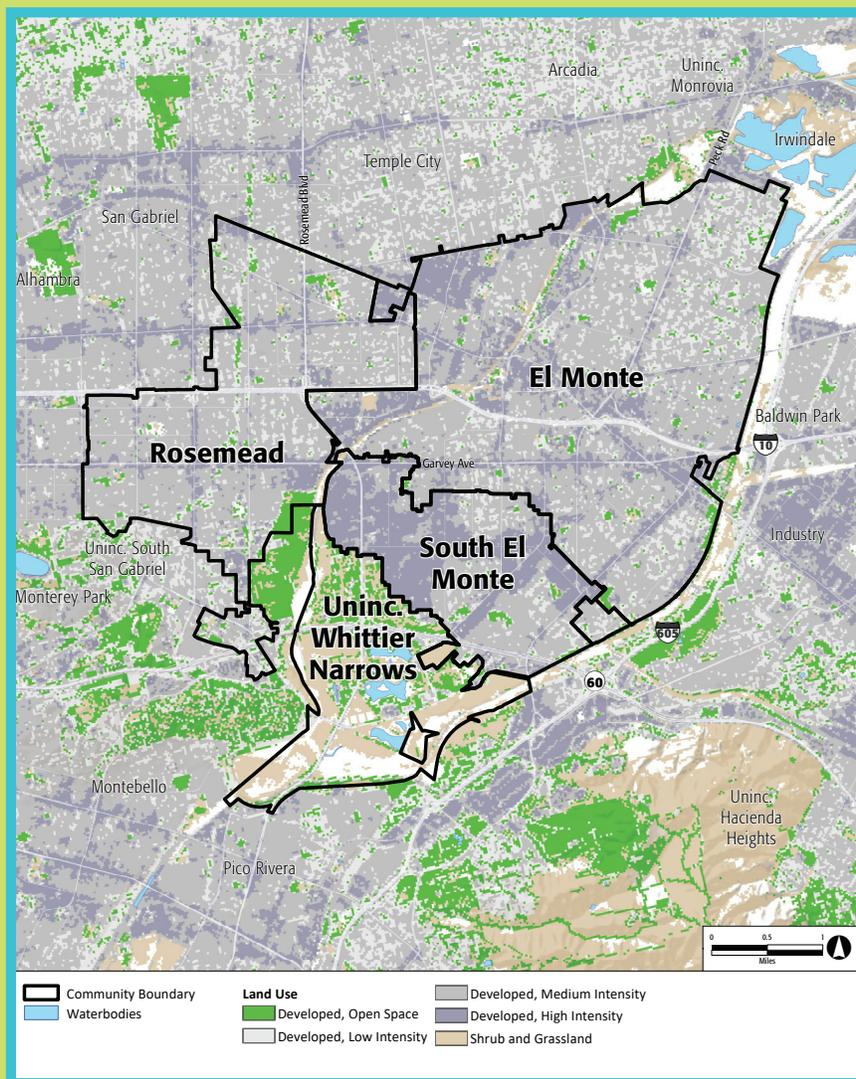 Arcadia
Uninc.
Monrovia
Peck Rd
Irwindale
Temple City
Rosemead Blvd
San Gabriel
Alhambra
El Monte
Baldwin Park
10
Rosemead
Garvey Ave
Industry
South El
Monte
Uninc. South
San Gabriel
Monterey Park
Uninc.
Whittier
Narrows
605
60
Montebello
Uninc.
Hacienda
Heights
Pico Rivera
0 0.5 1
Miles
Community Boundary
Waterbodies
Land Use
Developed, Open Space
Developed, Low Intensity
Developed, Medium Intensity
Developed, High Intensity
Shrub and Grassland